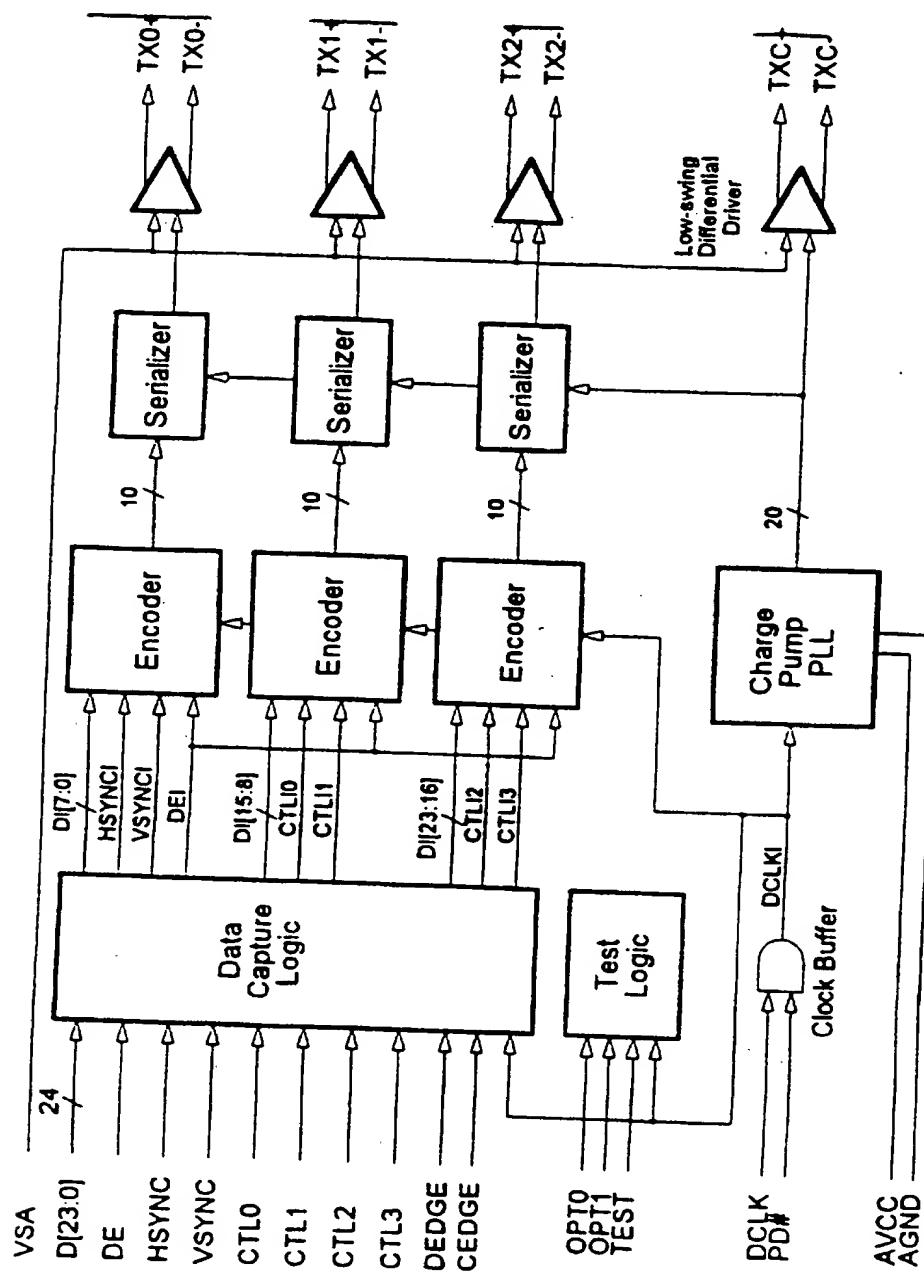 VSA
D[23:0]
24
DE
HSYNC
VSYNC
CTL0
CTL1
CTL2
CTL3
DEDGE
CEDGE
OPT0
OPT1
TEST
DCLK
PD#
AVCC
AGND
Data
Capture
Logic
Test
Logic
Clock Buffer
DCLKI
DI[7:0]
HSYNCI
VSYNCI
DEI
DI[15:8]
CTLI0
CTLI1
DI[23:16]
CTLI2
CTLI3
Encoder
Encoder
Encoder
Charge
Pump
PLL
10
10
10
20
Serializer
Serializer
Serializer
Low-swing
Differential
Driver
TX0+
TX0-
TX1+
TX1-
TX2+
TX2-
TXC+
TXC-